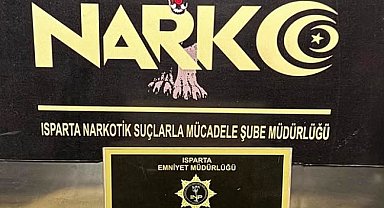 NARKO
ISPARTA NARKOTİK SUÇLARLA MÜCADELE ŞUBE MÜDÜRLÜĞÜ
ISPARTA
EMNİYET MÜDÜRLÜĞÜ